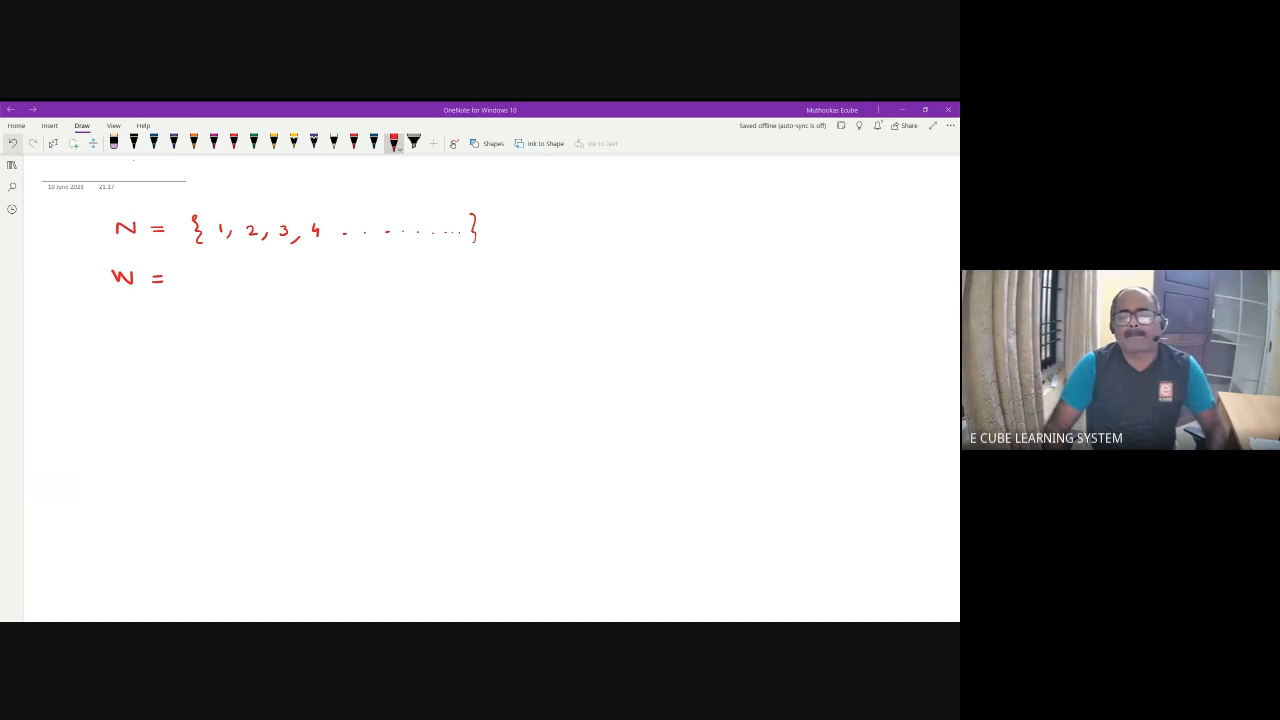 OneNote for Windows 10
Muthookas Ecube
Home Insert Draw View Help
Saved offline (auto-sync is off)
Share
Shapes
Ink to Shape
Ink to Text
10 June 2023 21:17
N = { 1, 2, 3, 4 . . . . . . . . . . }
W =
e
E CUBE
E CUBE LEARNING SYSTEM